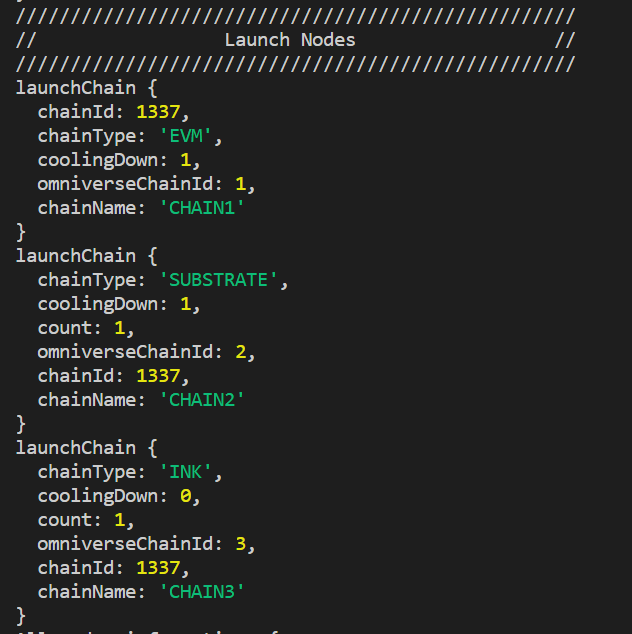 ///////////////////////////////////////////////////
// Launch Nodes //
///////////////////////////////////////////////////
launchChain {
  chainId: 1337,
  chainType: 'EVM',
  coolingDown: 1,
  omniverseChainId: 1,
  chainName: 'CHAIN1'
}
launchChain {
  chainType: 'SUBSTRATE',
  coolingDown: 1,
  count: 1,
  omniverseChainId: 2,
  chainId: 1337,
  chainName: 'CHAIN2'
}
launchChain {
  chainType: 'INK',
  coolingDown: 0,
  count: 1,
  omniverseChainId: 3,
  chainId: 1337,
  chainName: 'CHAIN3'
}